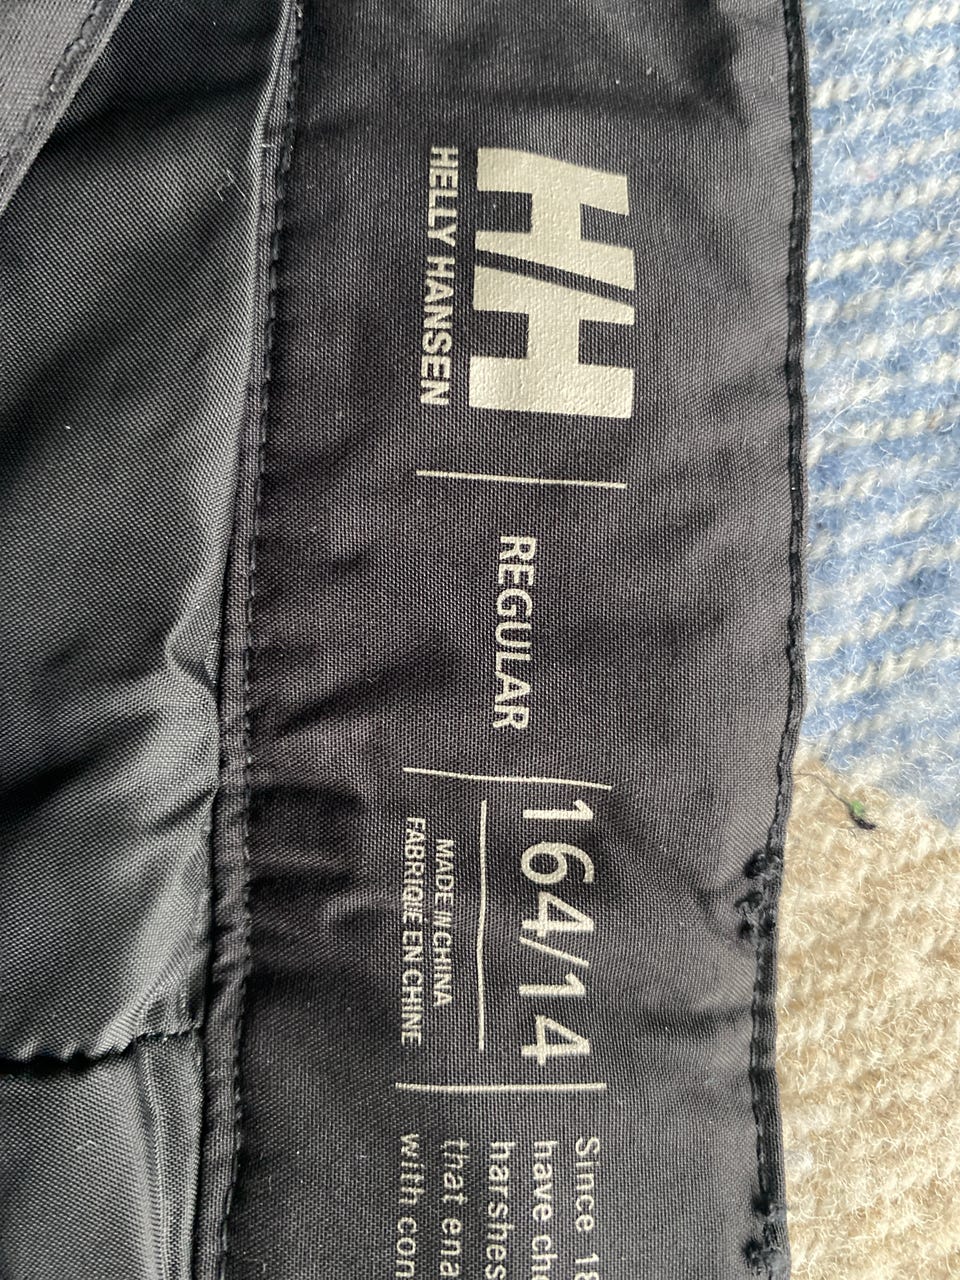 HH
HELLY HANSEN
REGULAR
164/14
MADE IN CHINA
FABRIQUE EN CHINE
Since 18
have
harshes
that ena
with con